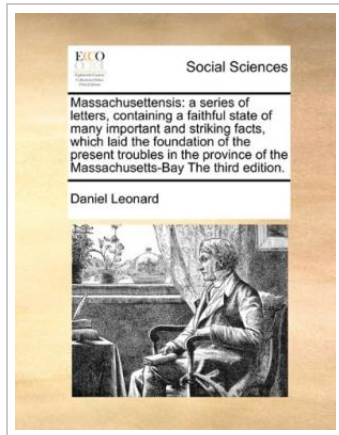 ECCO
Social Sciences
Massachusettensis: a series of
letters, containing a faithful state of
many important and striking facts,
which laid the foundation of the
present troubles in the province of the
Massachusetts-Bay The third edition.
Daniel Leonard